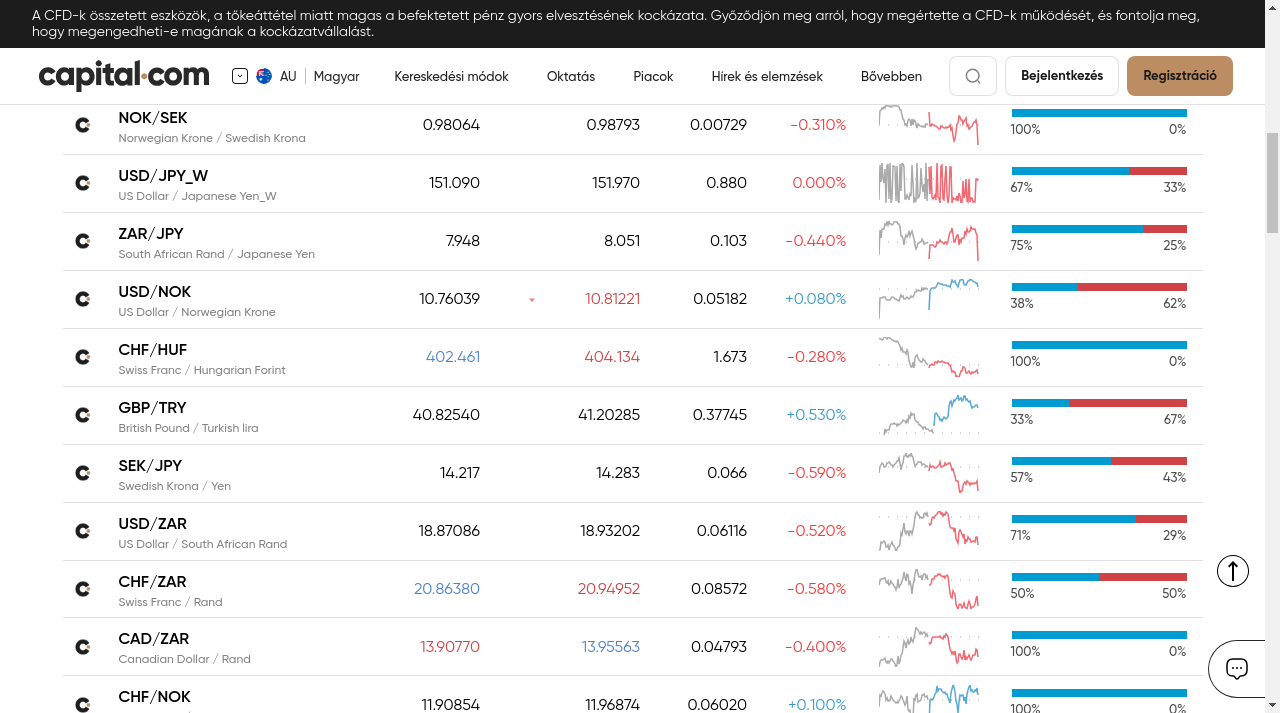 A CFD-k összetett eszközök, a tőkeáttétel miatt magas a befektetett pénz gyors elvesztésének kockázata. Győződjön meg arról, hogy megértette a CFD-k működését, és fontolja meg,
hogy megengedheti-e magának a kockázatvállalást.
capital.com AU Magyar Kereskedési módok Oktatás Piacok Hírek és elemzések Bővebben Bejelentkezés Regisztráció
NOK/SEK 0.98064 0.98793 0.00729 -0.310%
Norwegian Krone / Swedish Krona 100% 0%
USD/JPY_W 151.090 151.970 0.880 0.000%
US Dollar / Japanese Yen_W 67% 33%
ZAR/JPY 7.948 8.051 0.103 -0.440%
South African Rand / Japanese Yen 75% 25%
USD/NOK 10.76039 10.81221 0.05182 +0.080%
US Dollar / Norwegian Krone 38% 62%
CHF/HUF 402.461 404.134 1.673 -0.280%
Swiss Franc / Hungarian Forint 100% 0%
GBP/TRY 40.82540 41.20285 0.37745 +0.530%
British Pound / Turkish lira 33% 67%
SEK/JPY 14.217 14.283 0.066 -0.590%
Swedish Krona / Yen 57% 43%
USD/ZAR 18.87086 18.93202 0.06116 -0.520%
US Dollar / South African Rand 71% 29%
CHF/ZAR 20.86380 20.94952 0.08572 -0.580%
Swiss Franc / Rand 50% 50%
CAD/ZAR 13.90770 13.95563 0.04793 -0.400%
Canadian Dollar / Rand 100% 0%
CHF/NOK 11.90854 11.96874 0.06020 +0.100%
100% 0%